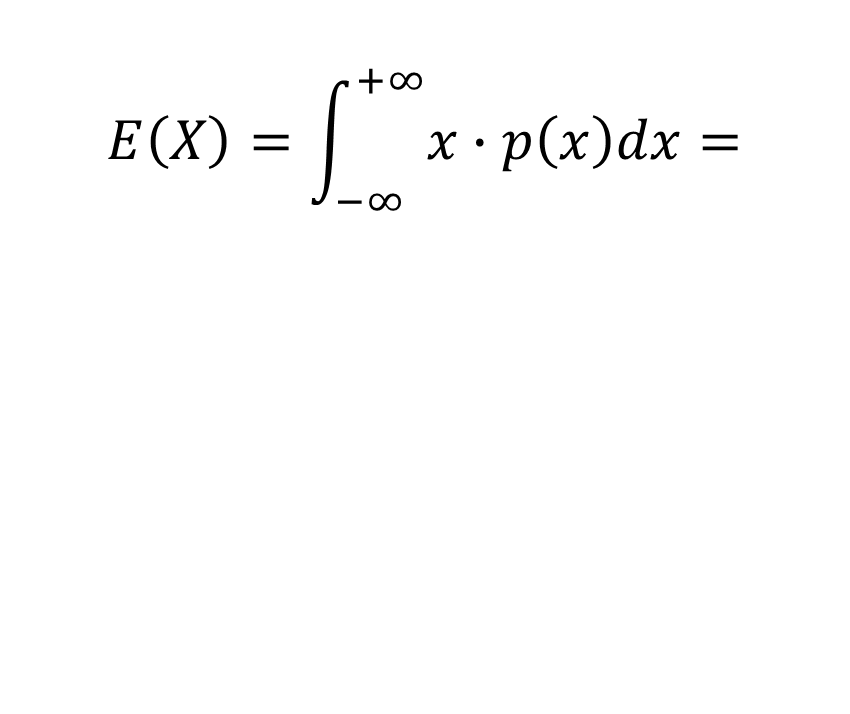 E(X) = ∫_{-∞}^{+∞} x · p(x)dx =